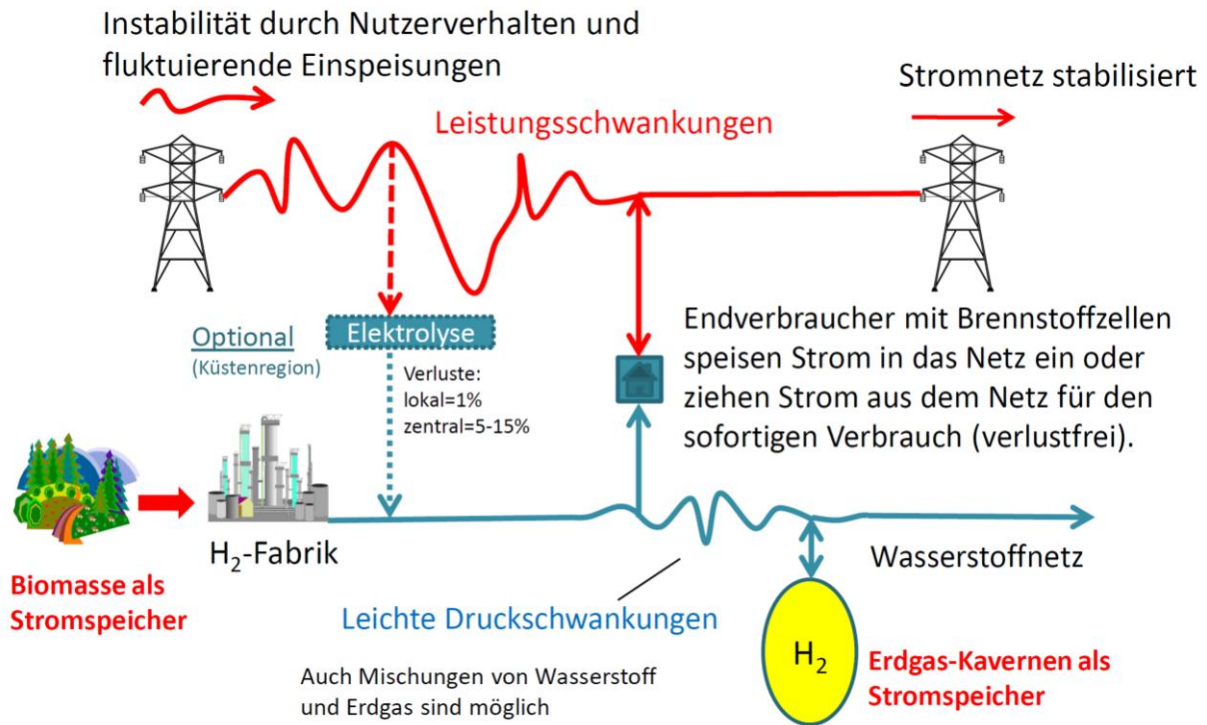 Instabilität durch Nutzerverhalten und
fluktuierende Einspeisungen
Stromnetz stabilisiert
Leistungsschwankungen
Optional
(Küstenregion)
Elektrolyse
Verluste:
lokal=1%
zentral=5-15%
Endverbraucher mit Brennstoffzellen
speisen Strom in das Netz ein oder
ziehen Strom aus dem Netz für den
sofortigen Verbrauch (verlustfrei).
H₂-Fabrik
Wasserstoffnetz
Biomasse als
Stromspeicher
Leichte Druckschwankungen
H₂
Erdgas-Kavernen als
Stromspeicher
Auch Mischungen von Wasserstoff
und Erdgas sind möglich